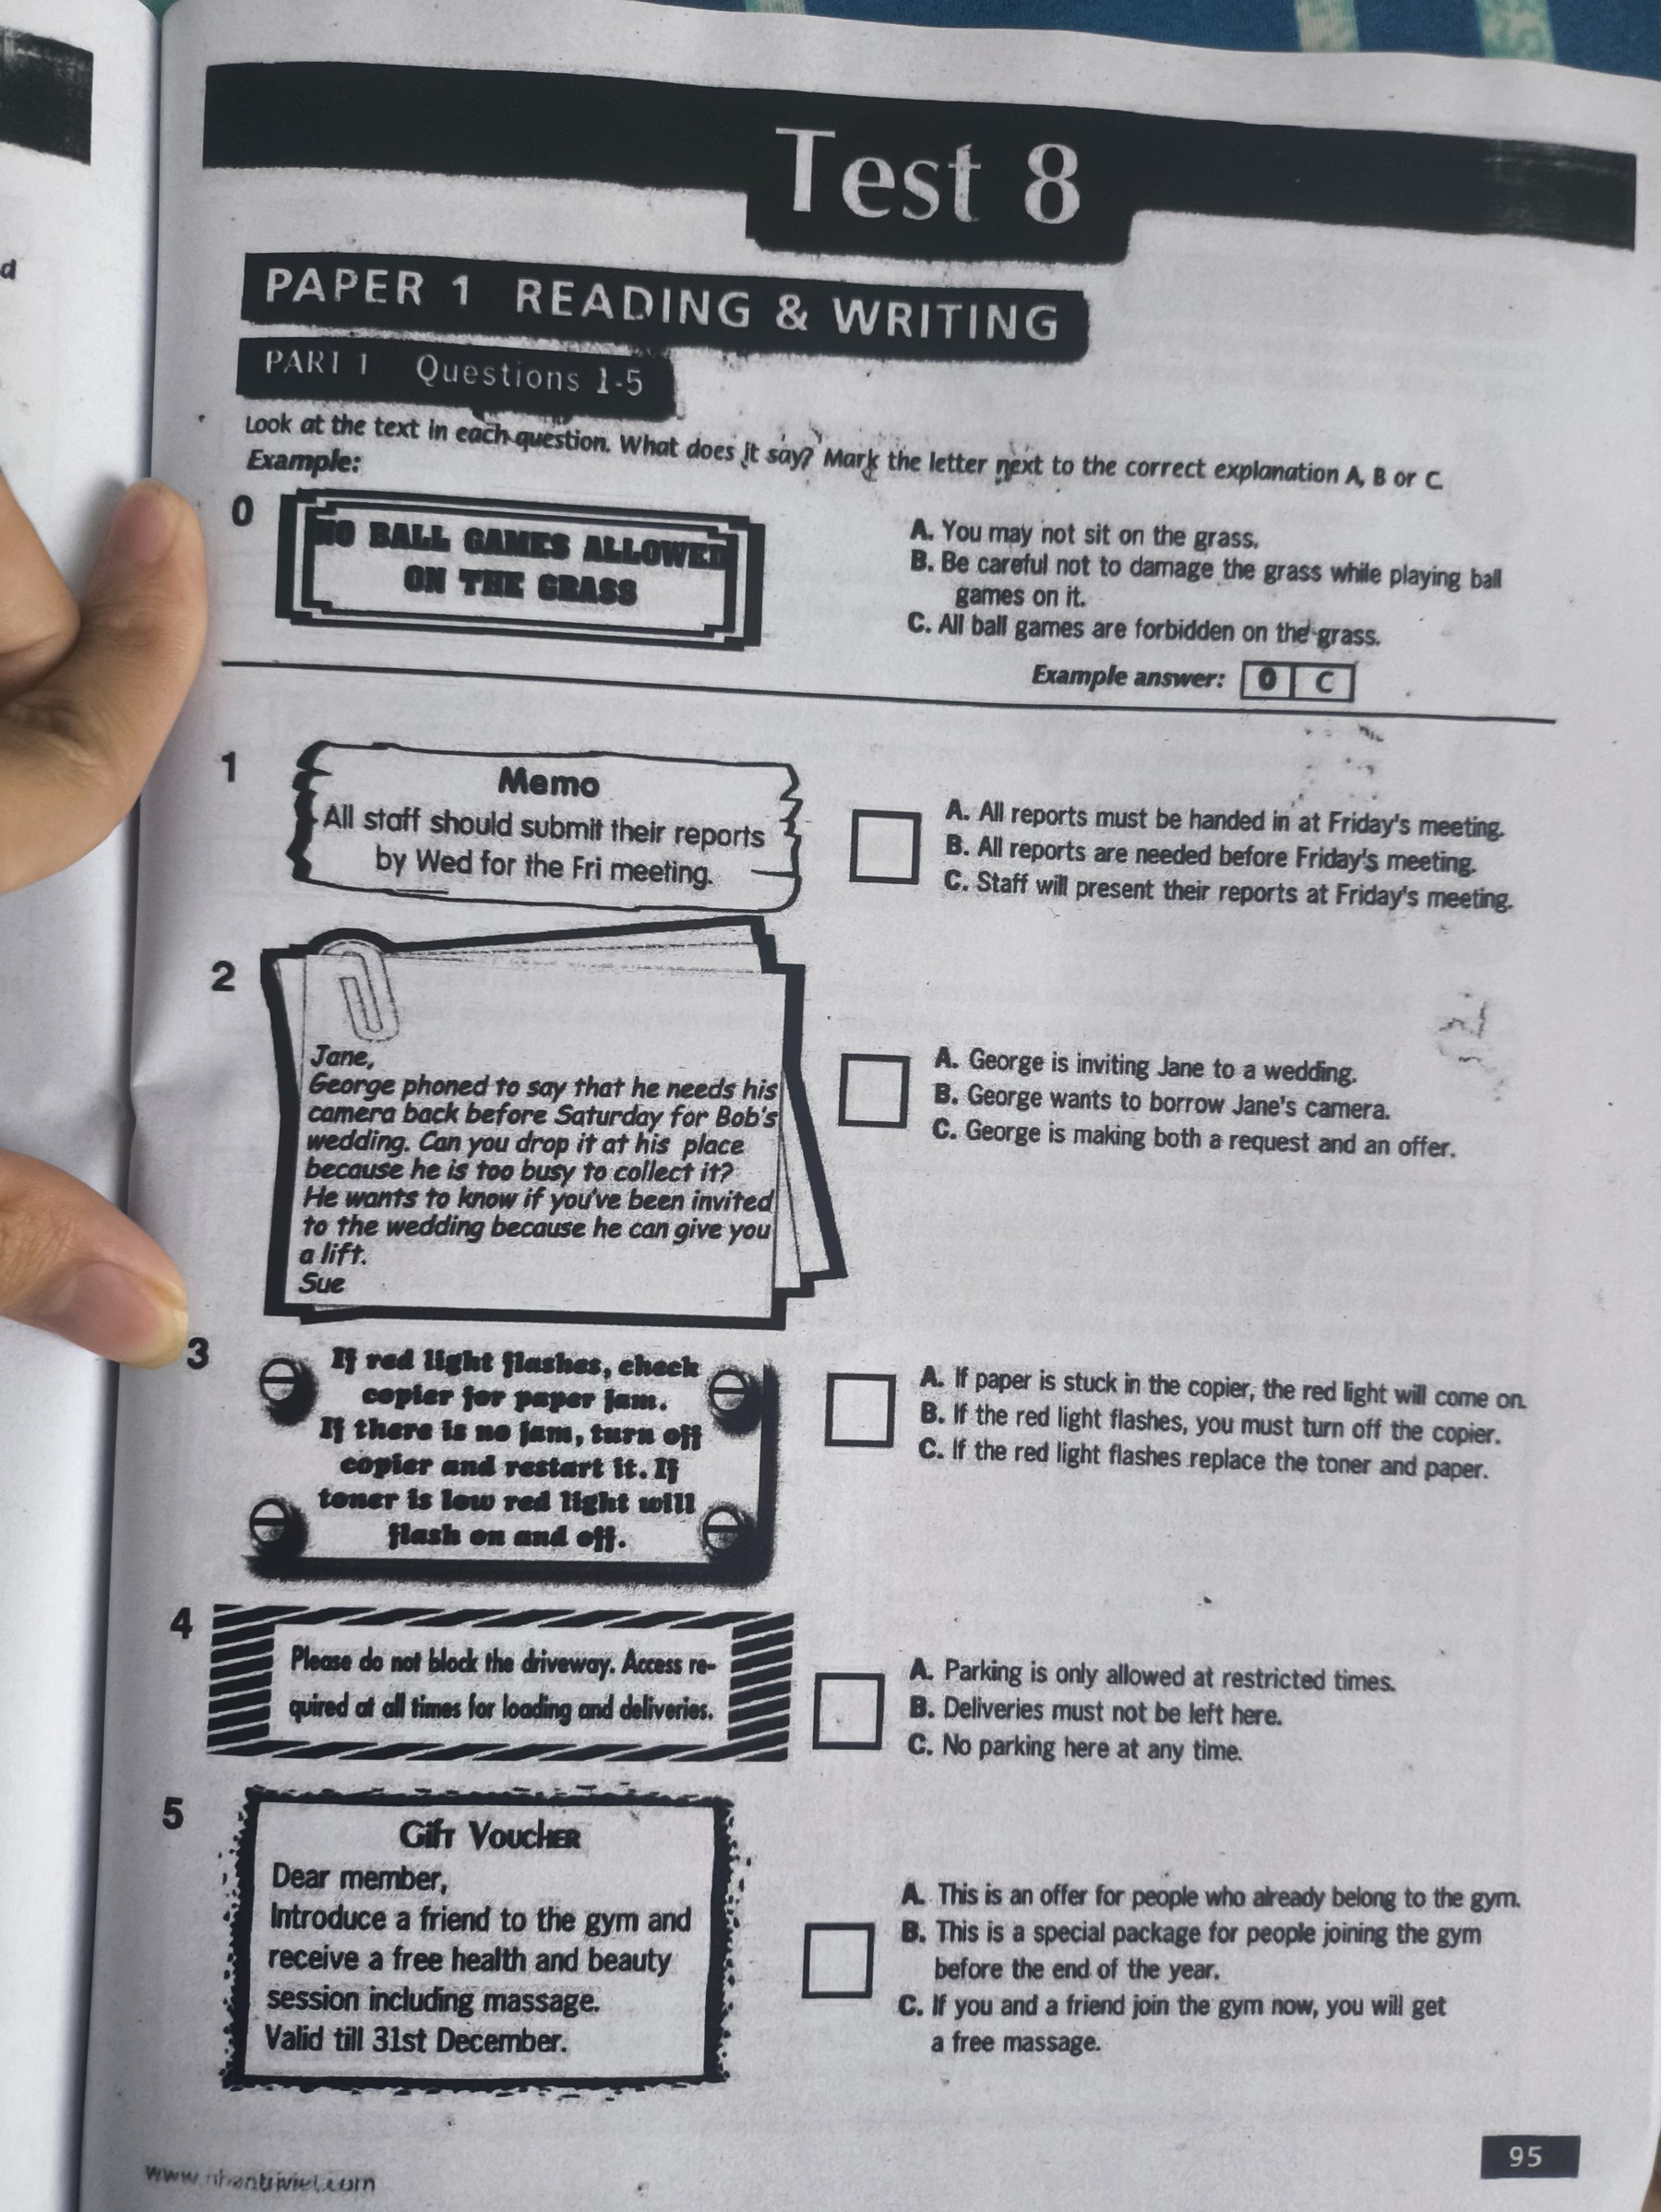 d
Test 8
PAPER 1 READING & WRITING
PART 1 Questions 1-5
Look at the text in each question. What does it say? Mark the letter next to the correct explanation A, B or C.
Example:
0
NO BALL GAMES ALLOWED
ON THE GRASS
A. You may not sit on the grass.
B. Be careful not to damage the grass while playing ball
games on it.
C. All ball games are forbidden on the grass.
Example answer: 0 C
1
Memo
All staff should submit their reports
by Wed for the Fri meeting.
A. All reports must be handed in at Friday's meeting.
B. All reports are needed before Friday's meeting.
C. Staff will present their reports at Friday's meeting.
2
Jane,
George phoned to say that he needs his
camera back before Saturday for Bob's
wedding. Can you drop it at his place
because he is too busy to collect it?
He wants to know if you've been invited
to the wedding because he can give you
a lift.
Sue
A. George is inviting Jane to a wedding.
B. George wants to borrow Jane's camera.
C. George is making both a request and an offer.
3
If red light flashes, check
copier for paper jam.
If there is no jam, turn off
copier and restart it. If
toner is low red light will
flash on and off.
A. If paper is stuck in the copier, the red light will come on.
B. If the red light flashes, you must turn off the copier.
C. If the red light flashes replace the toner and paper.
4
Please do not block the driveway. Access re-
quired at all times for loading and deliveries.
A. Parking is only allowed at restricted times.
B. Deliveries must not be left here.
C. No parking here at any time.
5
Gift Voucher
Dear member,
Introduce a friend to the gym and
receive a free health and beauty
session including massage.
Valid till 31st December.
A. This is an offer for people who already belong to the gym.
B. This is a special package for people joining the gym
before the end of the year.
C. If you and a friend join the gym now, you will get
a free massage.
95